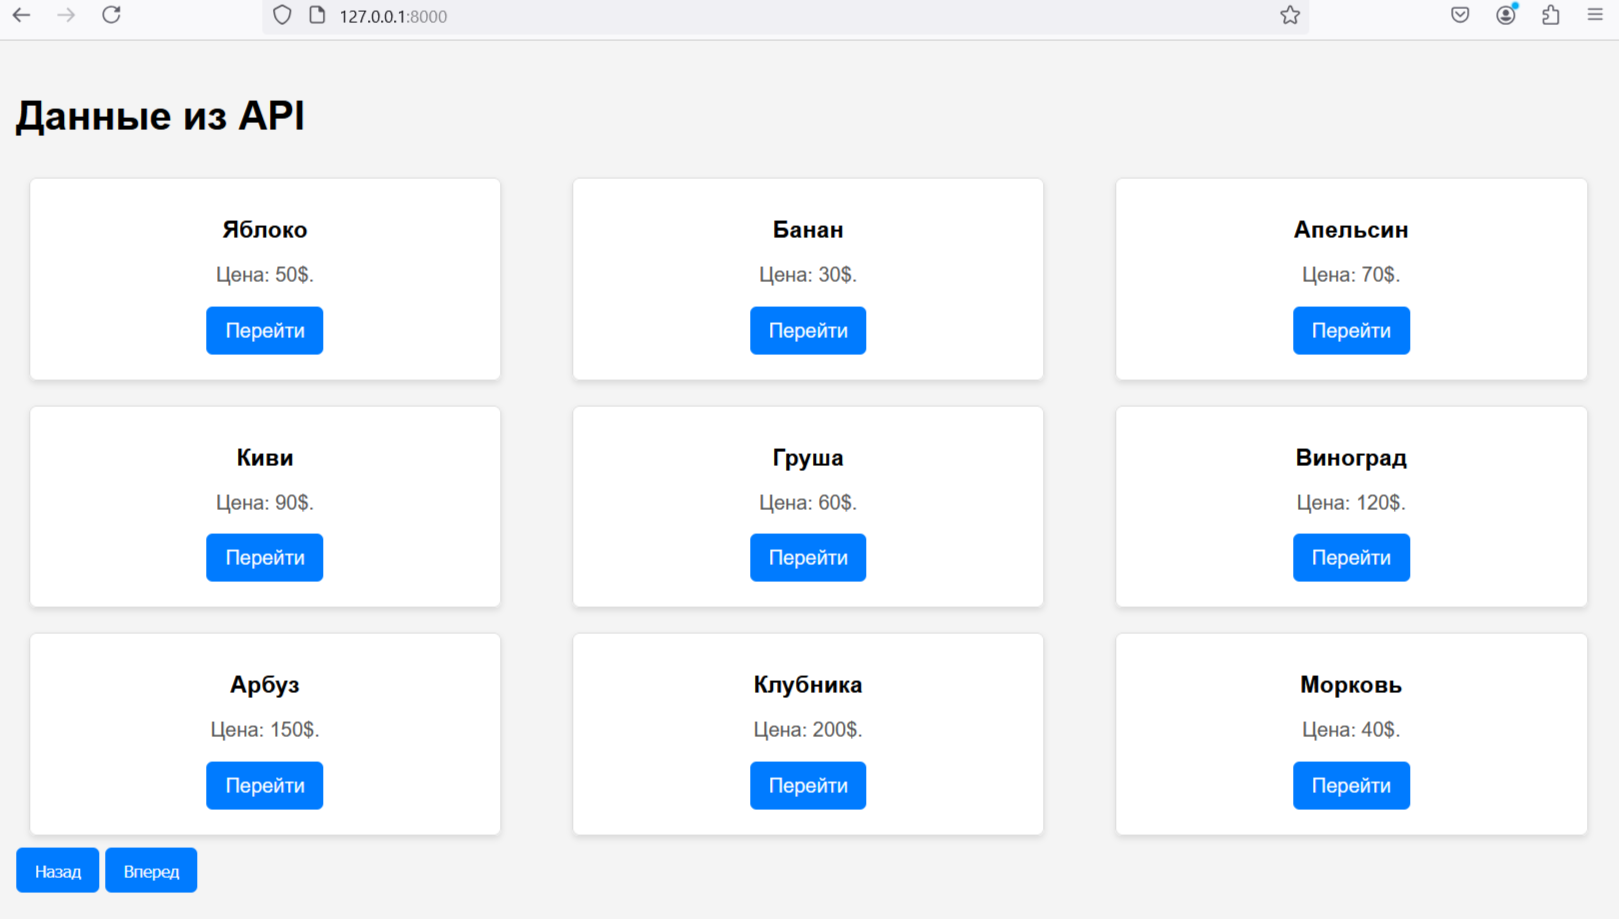 127.0.0.1:8000
Данные из API
Яблоко
Цена: 50$.
Перейти
Банан
Цена: 30$.
Перейти
Апельсин
Цена: 70$.
Перейти
Киви
Цена: 90$.
Перейти
Груша
Цена: 60$.
Перейти
Виноград
Цена: 120$.
Перейти
Арбуз
Цена: 150$.
Перейти
Клубника
Цена: 200$.
Перейти
Морковь
Цена: 40$.
Перейти
Назад
Вперед